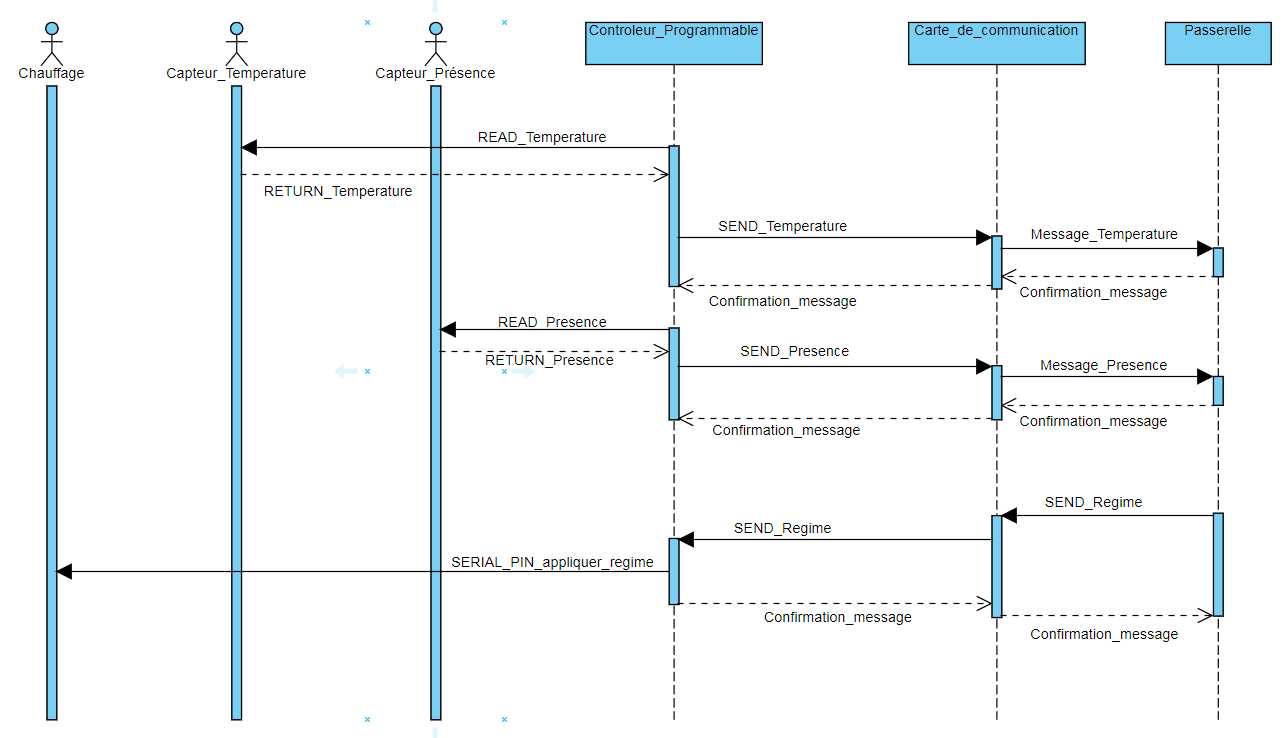 Controleur_Programmable
Carte_de_communication
Passerelle
Chauffage
Capteur_Temperature
Capteur_Présence
READ_Temperature
RETURN_Temperature
SEND_Temperature
Message_Temperature
Confirmation_message
Confirmation_message
READ_Presence
RETURN_Presence
SEND_Presence
Message_Presence
Confirmation_message
Confirmation_message
SEND_Regime
SEND_Regime
SERIAL_PIN_appliquer_regime
Confirmation_message
Confirmation_message